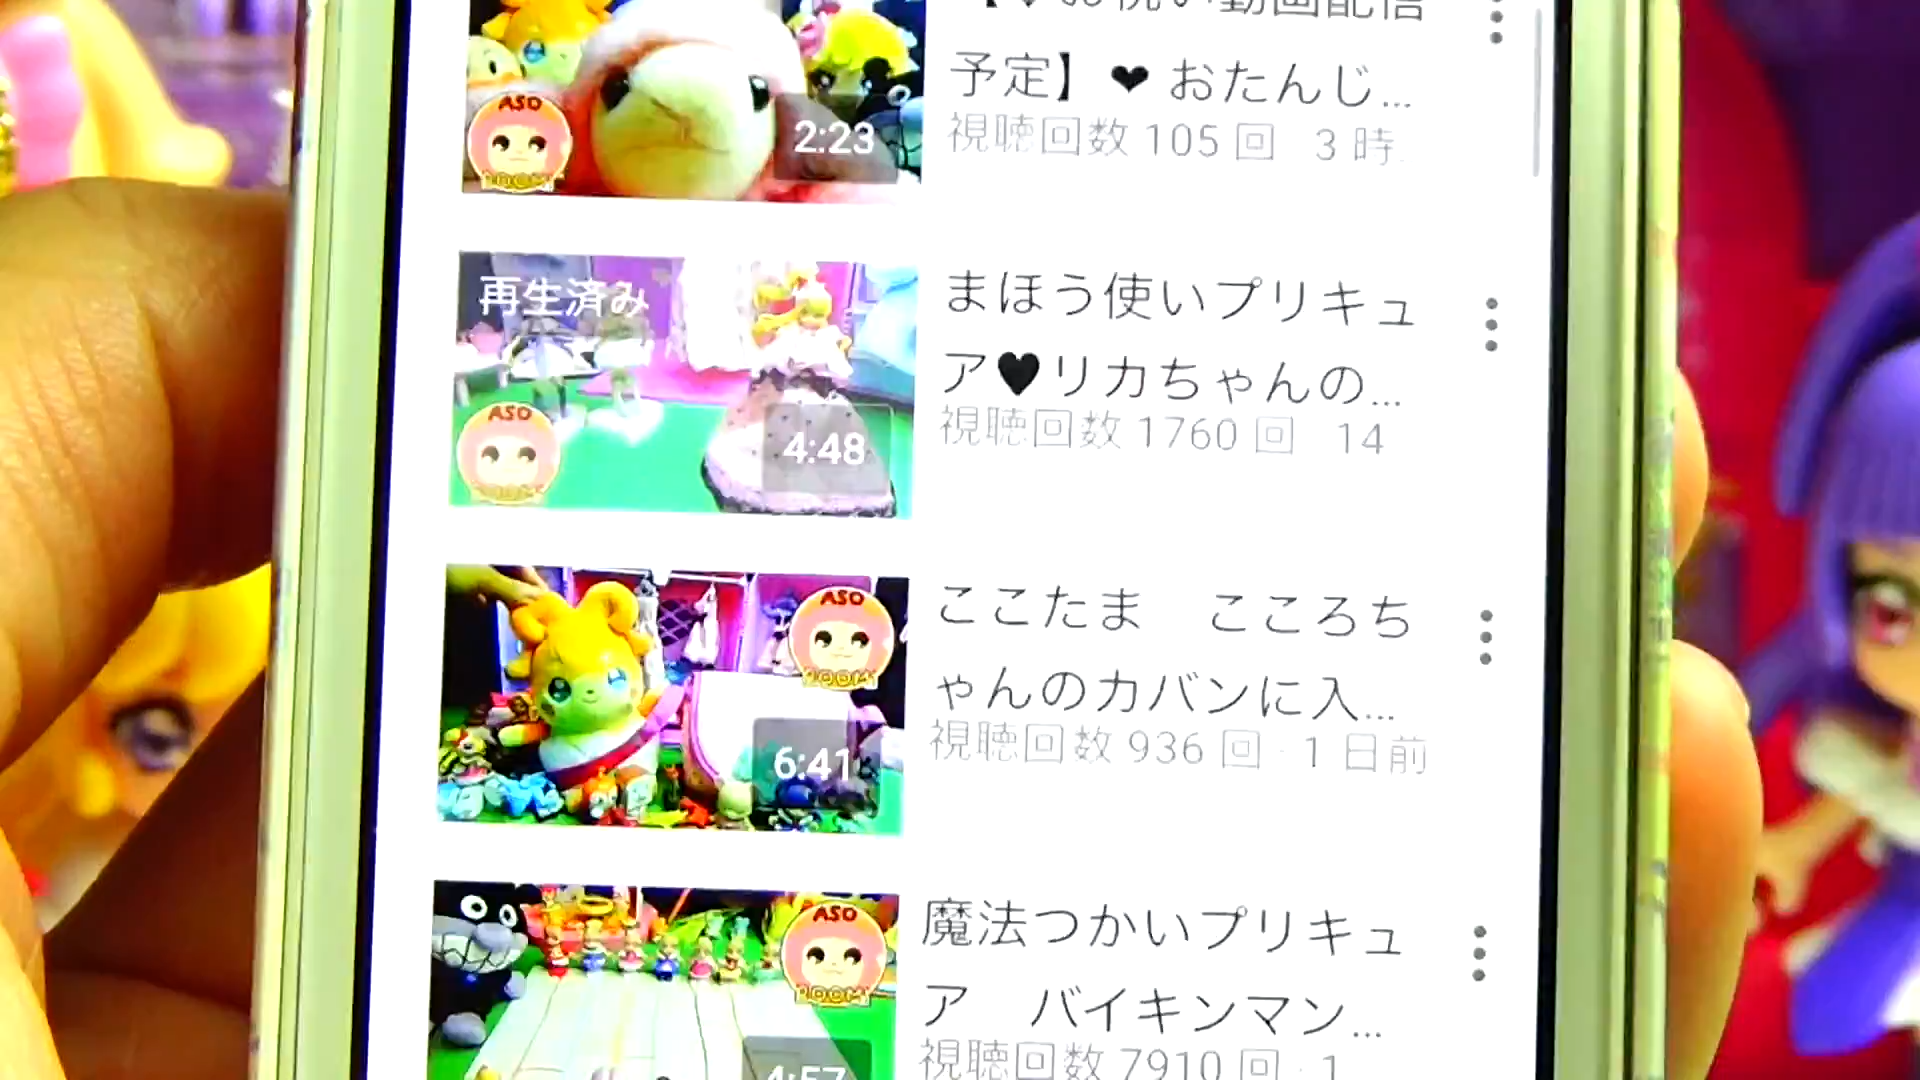 予定】 ❤ おたんじ...
視聴回数 105 回 3 時
ASO
2:23
再生済み
まほう使いプリキュ
ア♥リカちゃんの...
視聴回数 1760 回 14
ASO
4:48
ここたま　こころち
ゃんのカバンに入...
視聴回数 936 回 · 1 日前
ASO
ROOM!
6:41
魔法つかいプリキュ
ア　バイキンマン...
視聴回数 7910 回 · 1
ASO
ROOM!
4:57